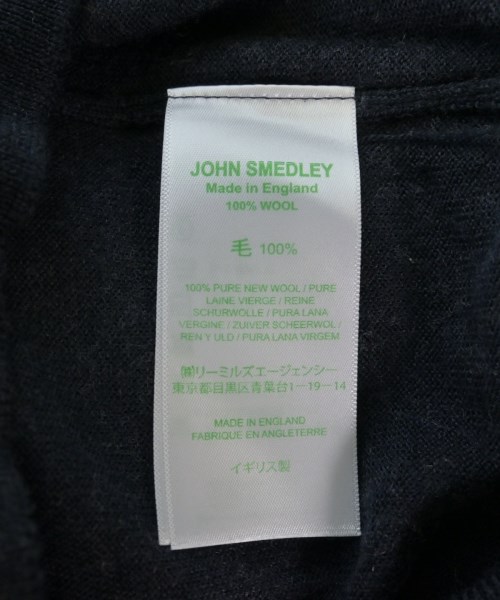 JOHN SMEDLEY
Made in England
100% WOOL
毛 100%
100% PURE NEW WOOL / PURE
LAINE VIERGE / REINE
SCHURWOLLE / PURA LANA
VERGINE / ZUIVER SCHEERWOL /
REN Y ULD / PURA LANA VIRGEM
㈱リーミルズエージェンシー
東京都目黒区青葉台1-19-14
MADE IN ENGLAND
FABRIQUE EN ANGLETERRE
イギリス製